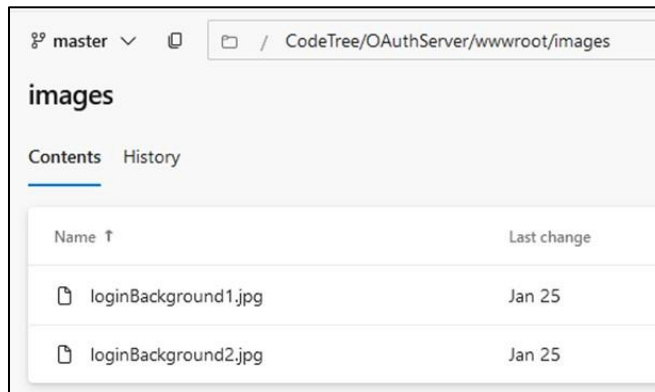 master / CodeTree/OAuthServer/wwwroot/images
images
Contents History
Name ↑ Last change
loginBackground1.jpg Jan 25
loginBackground2.jpg Jan 25